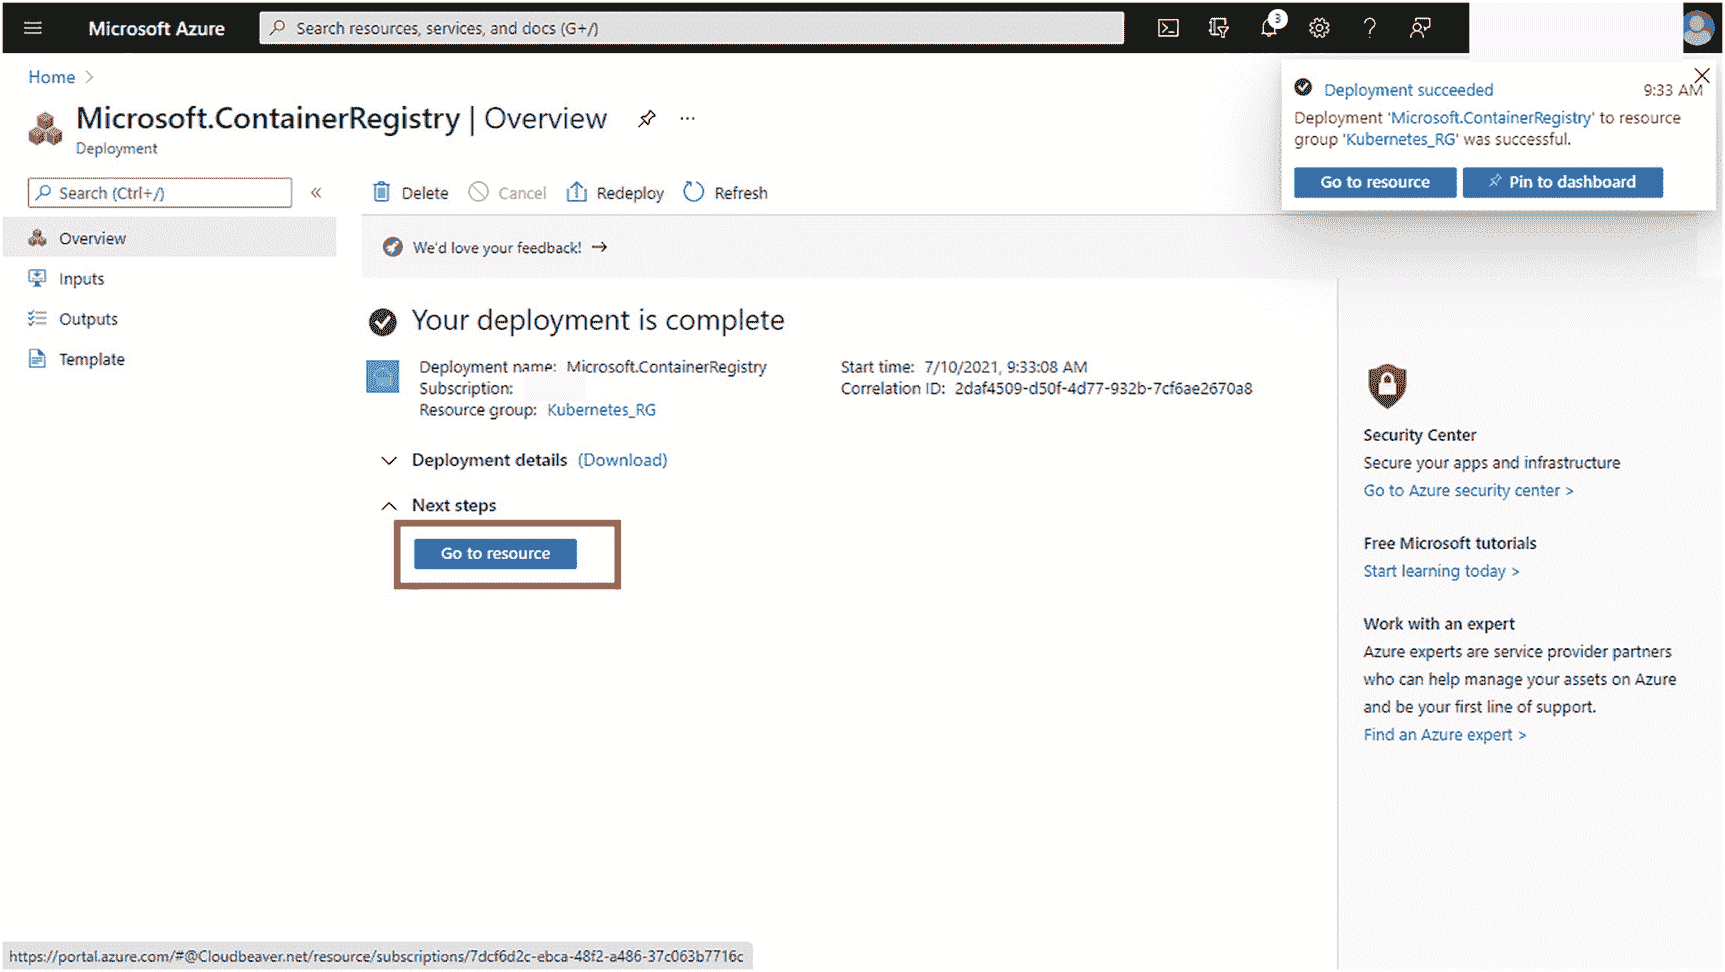 Microsoft Azure
Search resources, services, and docs (G+/)
3
Home
Microsoft.ContainerRegistry | Overview
Deployment
Search (Ctrl+/)
Overview
Inputs
Outputs
Template
Delete
Cancel
Redeploy
Refresh
We'd love your feedback! →
Your deployment is complete
Deployment name: Microsoft.ContainerRegistry
Subscription:
Resource group: Kubernetes_RG
Start time: 7/10/2021, 9:33:08 AM
Correlation ID: 2daf4509-d50f-4d77-932b-7cf6ae2670a8
Deployment details (Download)
Next steps
Go to resource
Deployment succeeded 9:33 AM
Deployment 'Microsoft.ContainerRegistry' to resource
group 'Kubernetes_RG' was successful.
Go to resource
Pin to dashboard
Security Center
Secure your apps and infrastructure
Go to Azure security center >
Free Microsoft tutorials
Start learning today >
Work with an expert
Azure experts are service provider partners
who can help manage your assets on Azure
and be your first line of support.
Find an Azure expert >
https://portal.azure.com/#@Cloudbeaver.net/resource/subscriptions/7dcf6d2c-ebca-48f2-a486-37c063b7716c